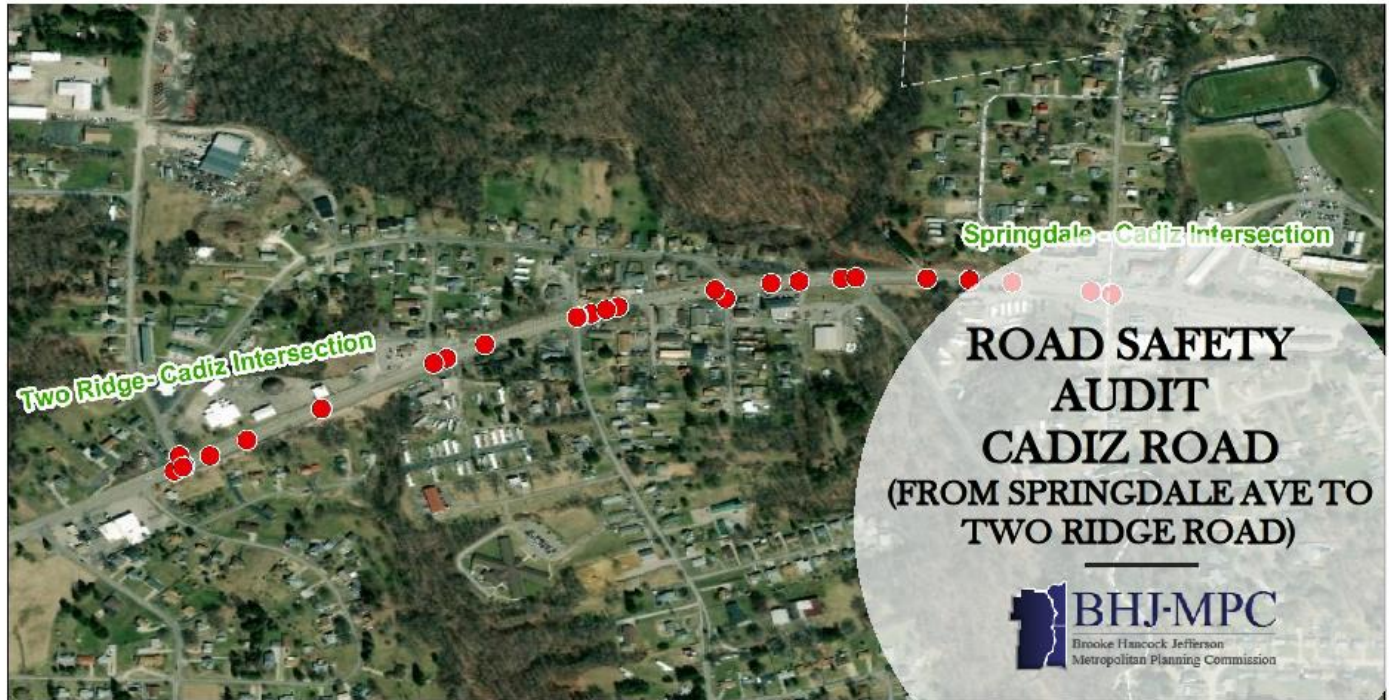 Springdale - Cadiz Intersection
Two Ridge- Cadiz Intersection
ROAD SAFETY
AUDIT
CADIZ ROAD
(FROM SPRINGDALE AVE TO
TWO RIDGE ROAD)
BHJ-MPC
Brooke Hancock Jefferson
Metropolitan Planning Commission